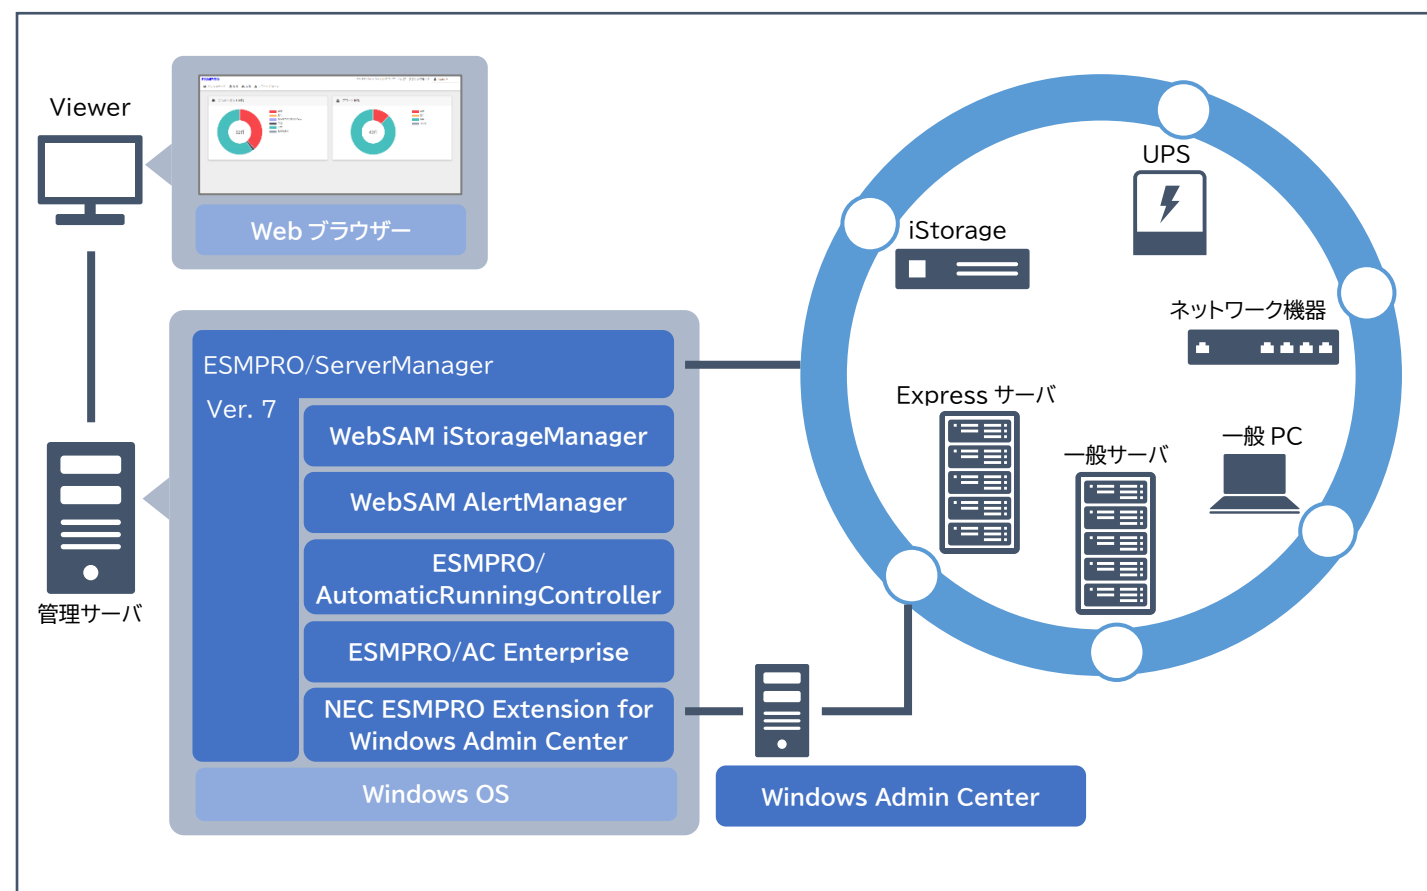 Viewer
ESMPRO
Web ブラウザー
ESMPRO/ServerManager
Ver. 7
WebSAM iStorageManager
WebSAM AlertManager
ESMPRO/
AutomaticRunningController
ESMPRO/AC Enterprise
NEC ESMPRO Extension for
Windows Admin Center
Windows OS
管理サーバ
Windows Admin Center
UPS
iStorage
ネットワーク機器
Express サーバ
一般サーバ
一般 PC